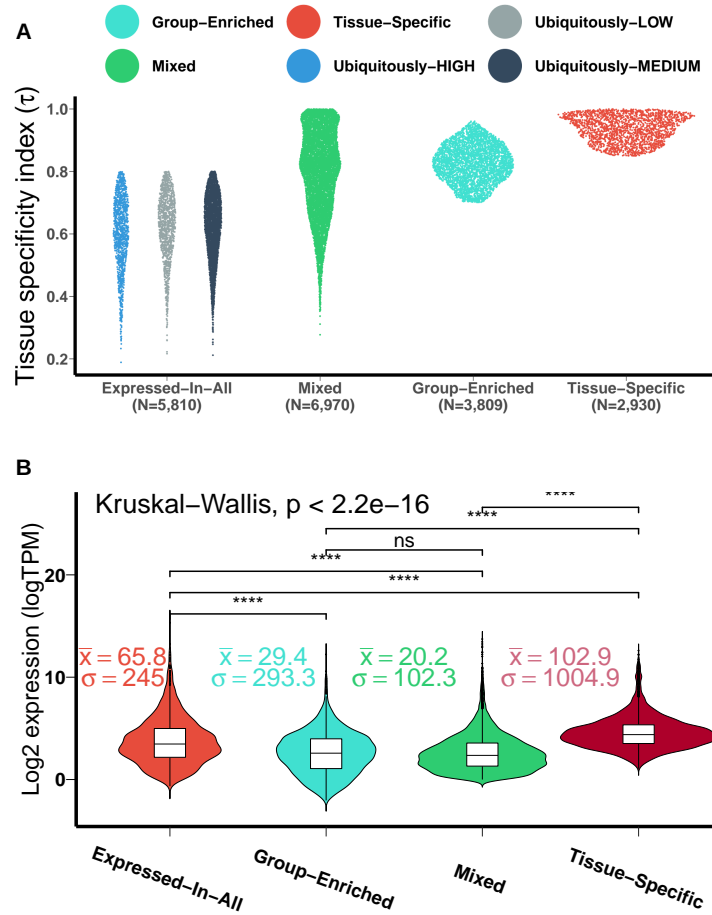 A
Group–Enriched
Tissue–Specific
Ubiquitously–LOW
Mixed
Ubiquitously–HIGH
Ubiquitously–MEDIUM
Tissue specificity index (τ)
1.0
0.8
0.6
0.4
0.2
Expressed–In–All
(N=5,810)
Mixed
(N=6,970)
Group–Enriched
(N=3,809)
Tissue–Specific
(N=2,930)
B
Kruskal–Wallis, p < 2.2e–16
****
****
ns
****
****
****
Log2 expression (logTPM)
20
10
0
x̅ = 65.8
σ = 245
x̅ = 29.4
σ = 293.3
x̅ = 20.2
σ = 102.3
x̅ = 102.9
σ = 1004.9
Expressed–In–All
Group–Enriched
Mixed
Tissue–Specific